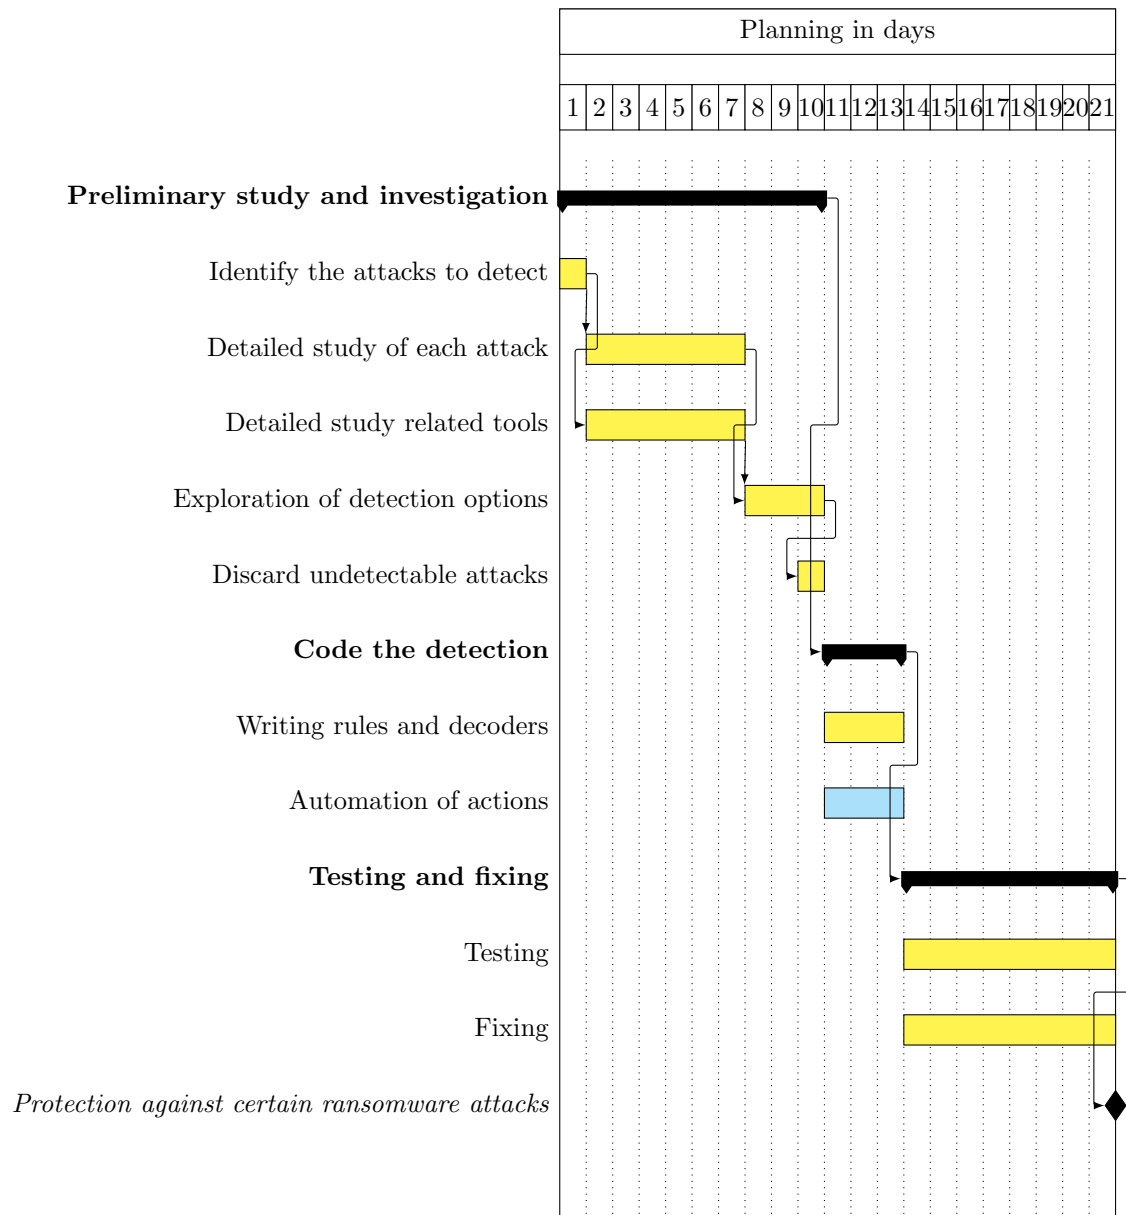 Planning in days
1 2 3 4 5 6 7 8 9 10 11 12 13 14 15 16 17 18 19 20 21
Preliminary study and investigation
Identify the attacks to detect
Detailed study of each attack
Detailed study related tools
Exploration of detection options
Discard undetectable attacks
Code the detection
Writing rules and decoders
Automation of actions
Testing and fixing
Testing
Fixing
Protection against certain ransomware attacks